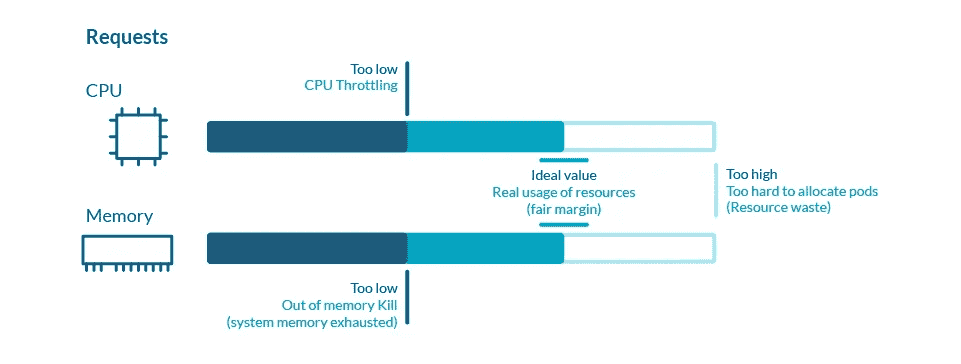 Requests
CPU
Too low
CPU Throttling
Ideal value
Real usage of resources
(fair margin)
Too high
Too hard to allocate pods
(Resource waste)
Memory
Too low
Out of memory Kill
(system memory exhausted)